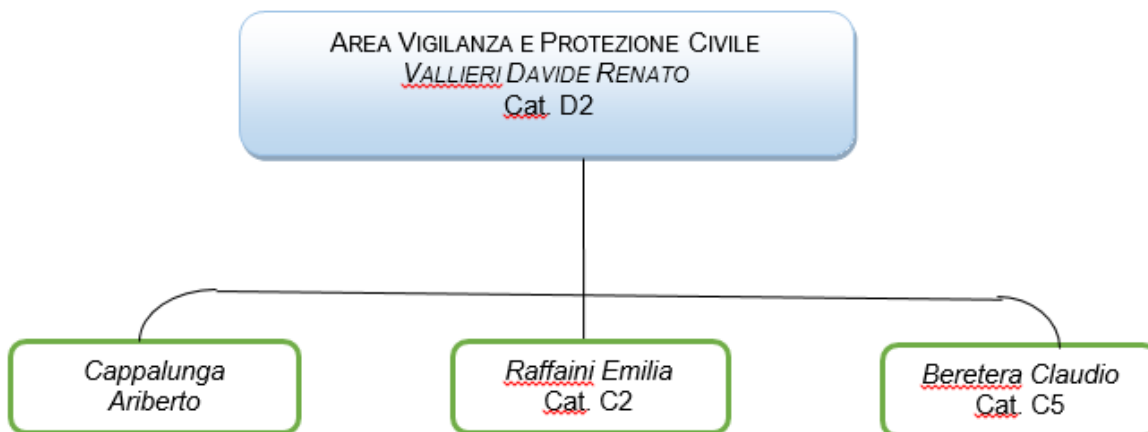 AREA VIGILANZA E PROTEZIONE CIVILE
VALLIERI DAVIDE RENATO
Cat. D2
Cappalunga
Ariberto
Raffaini Emilia
Cat. C2
Beretera Claudio
Cat. C5